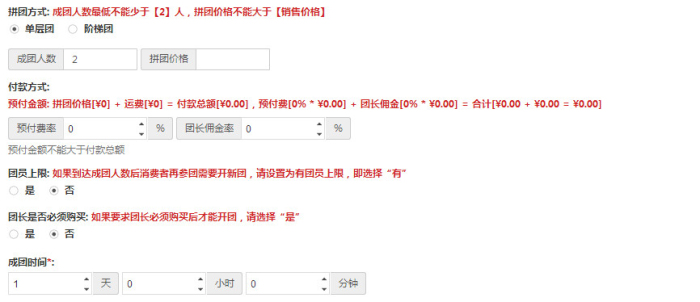 拼团方式: 成团人数最低不能少于【2】人，拼团价格不能大于【销售价格】
单层团 阶梯团
成团人数 2 拼团价格
付款方式:
预付金额: 拼团价格[¥0] + 运费[¥0] = 付款总额[¥0.00]，预付费[0% * ¥0.00] + 团长佣金[0% * ¥0.00] = 合计[¥0.00 + ¥0.00 = ¥0.00]
预付费率 0 % 团长佣金率 0 %
预付金额不能大于付款总额
团员上限: 如果到达成团人数后消费者再参团需要开新团，请设置为有团员上限，即选择“有”
是 否
团长是否必须购买: 如果要求团长必须购买后才能开团，请选择“是”
是 否
成团时间*:
1 天 0 小时 0 分钟